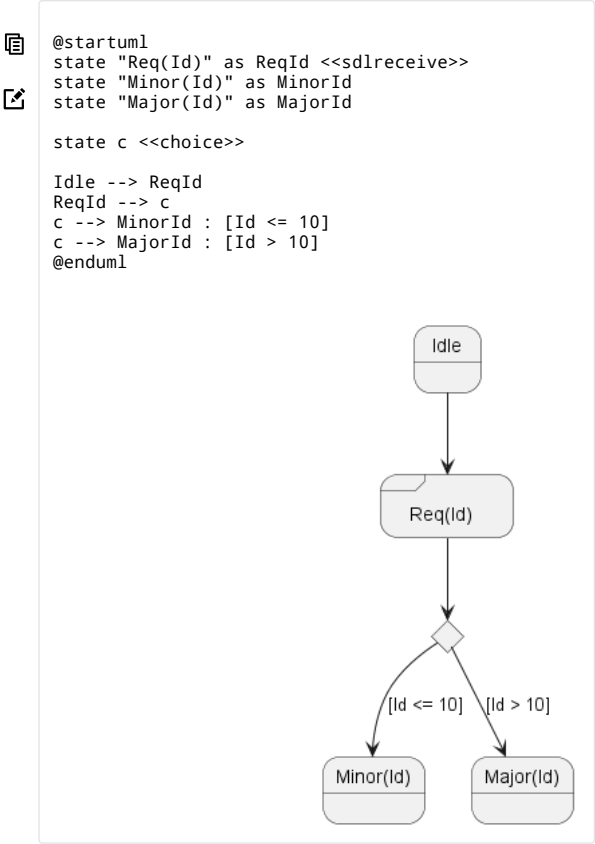 @startuml
state "Req(Id)" as ReqId <<sdlreceive>>
state "Minor(Id)" as MinorId
state "Major(Id)" as MajorId
state c <<choice>>
Idle --> ReqId
ReqId --> c
c --> MinorId : [Id <= 10]
c --> MajorId : [Id > 10]
@enduml
Idle
Req(Id)
[Id <= 10] [Id > 10]
Minor(Id) Major(Id)